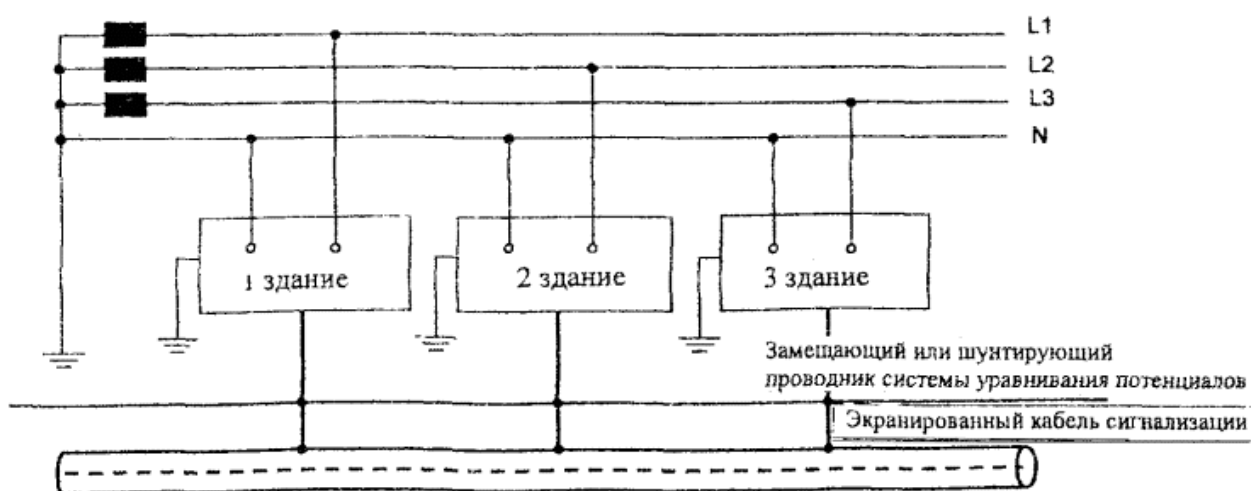 L1
L2
L3
N
1 здание
2 здание
3 здание
Замещающий или шунтирующий
проводник системы уравнивания потенциалов
Экранированный кабель сигнализации